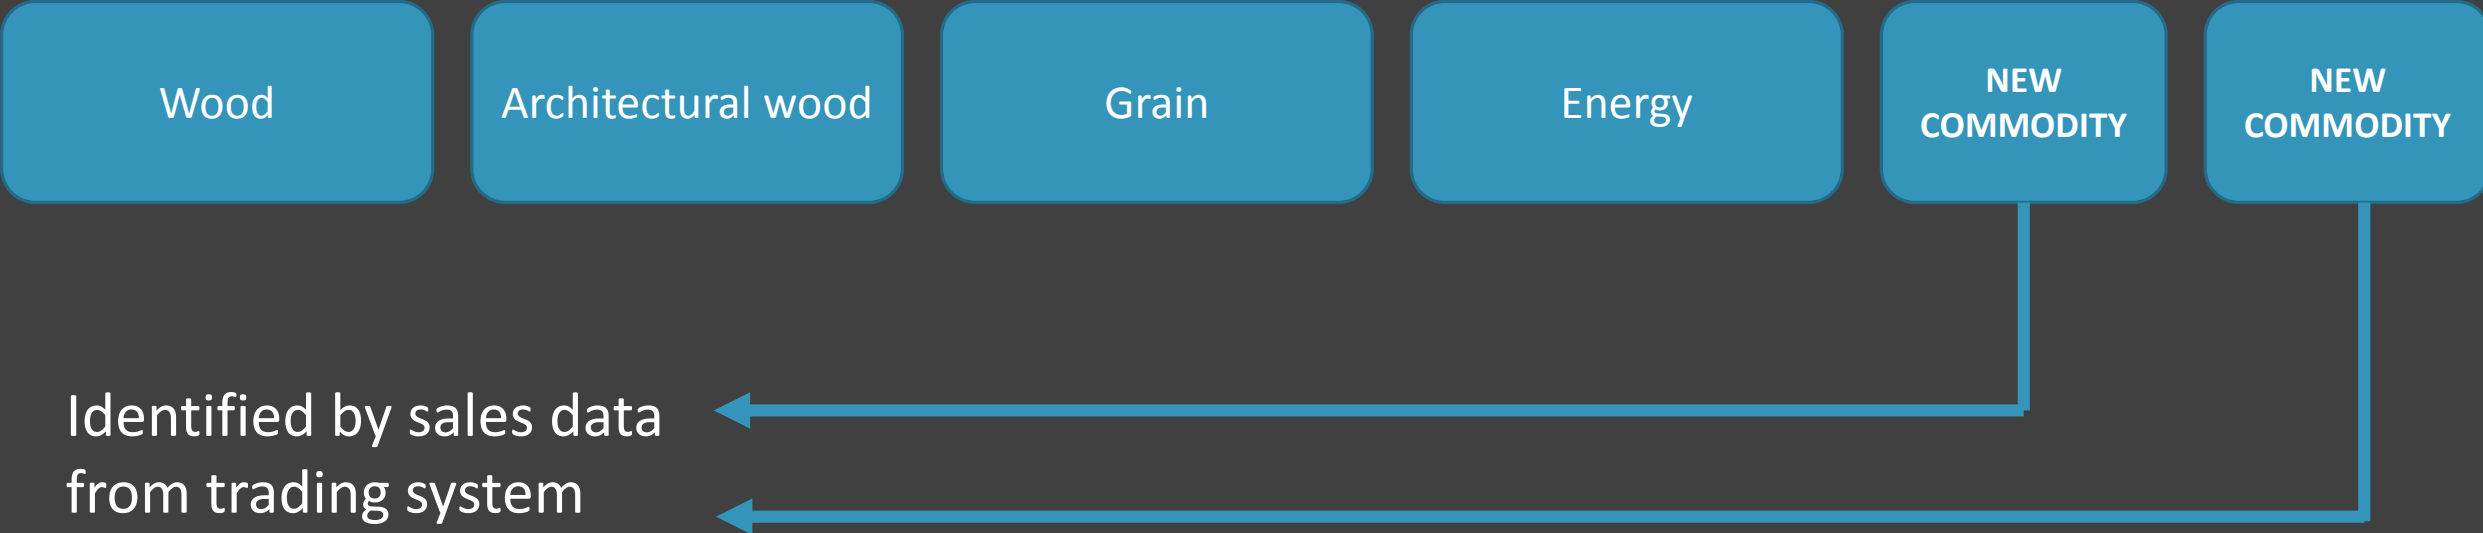 Wood
Architectural wood
Grain
Energy
NEW
COMMODITY
NEW
COMMODITY
Identified by sales data
from trading system